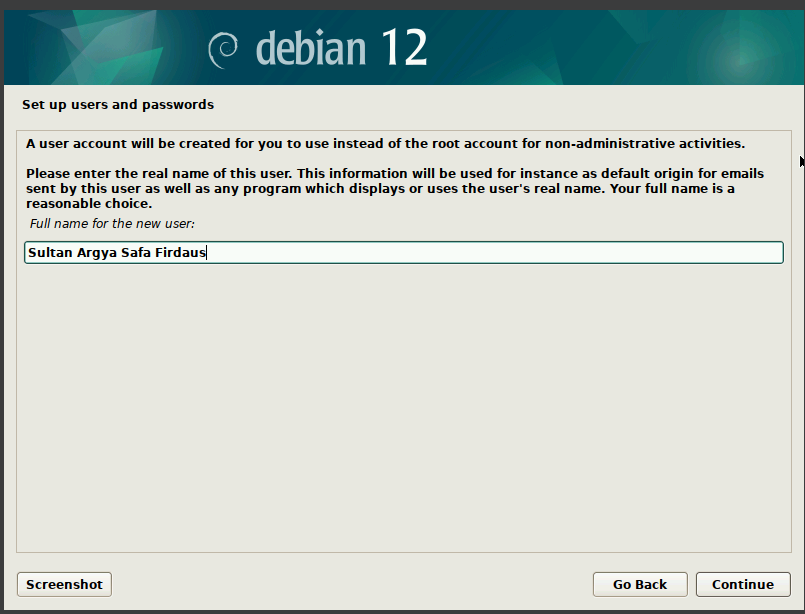 debian 12
Set up users and passwords
A user account will be created for you to use instead of the root account for non-administrative activities.
Please enter the real name of this user. This information will be used for instance as default origin for emails
sent by this user as well as any program which displays or uses the user's real name. Your full name is a
reasonable choice.
Full name for the new user:
Sultan Argya Safa Firdaus
Screenshot Go Back Continue